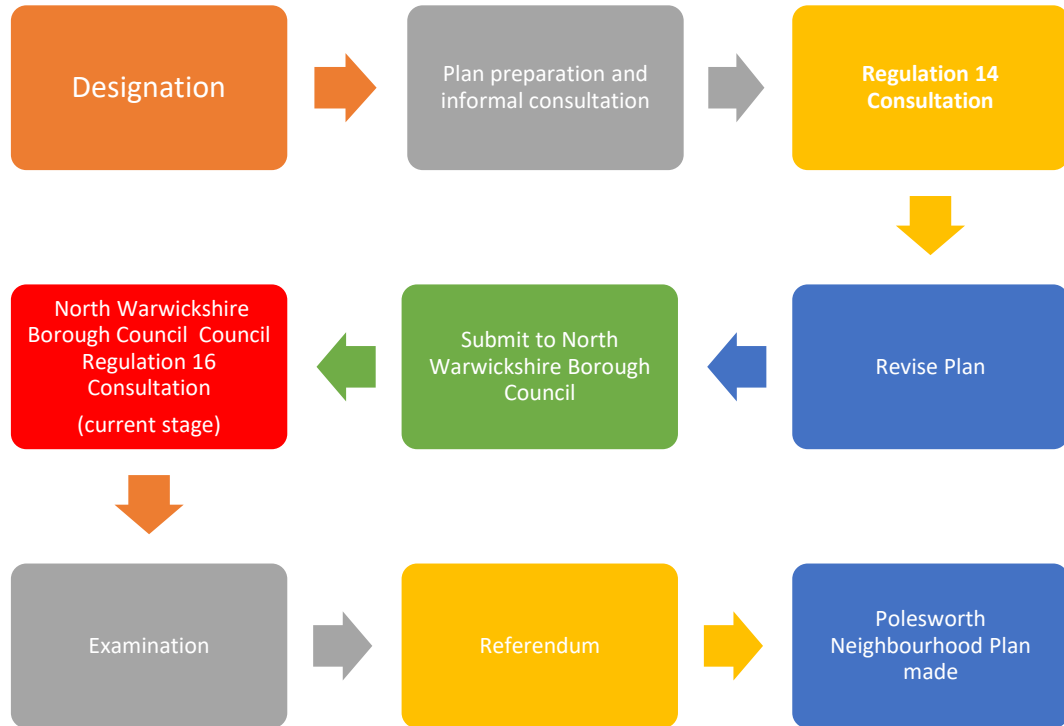 Designation
Plan preparation and
informal consultation
Regulation 14
Consultation
North Warwickshire
Borough Council  Council
Regulation 16
Consultation
(current stage)
Submit to North
Warwickshire Borough
Council
Revise Plan
Examination
Referendum
Polesworth
Neighbourhood Plan
made